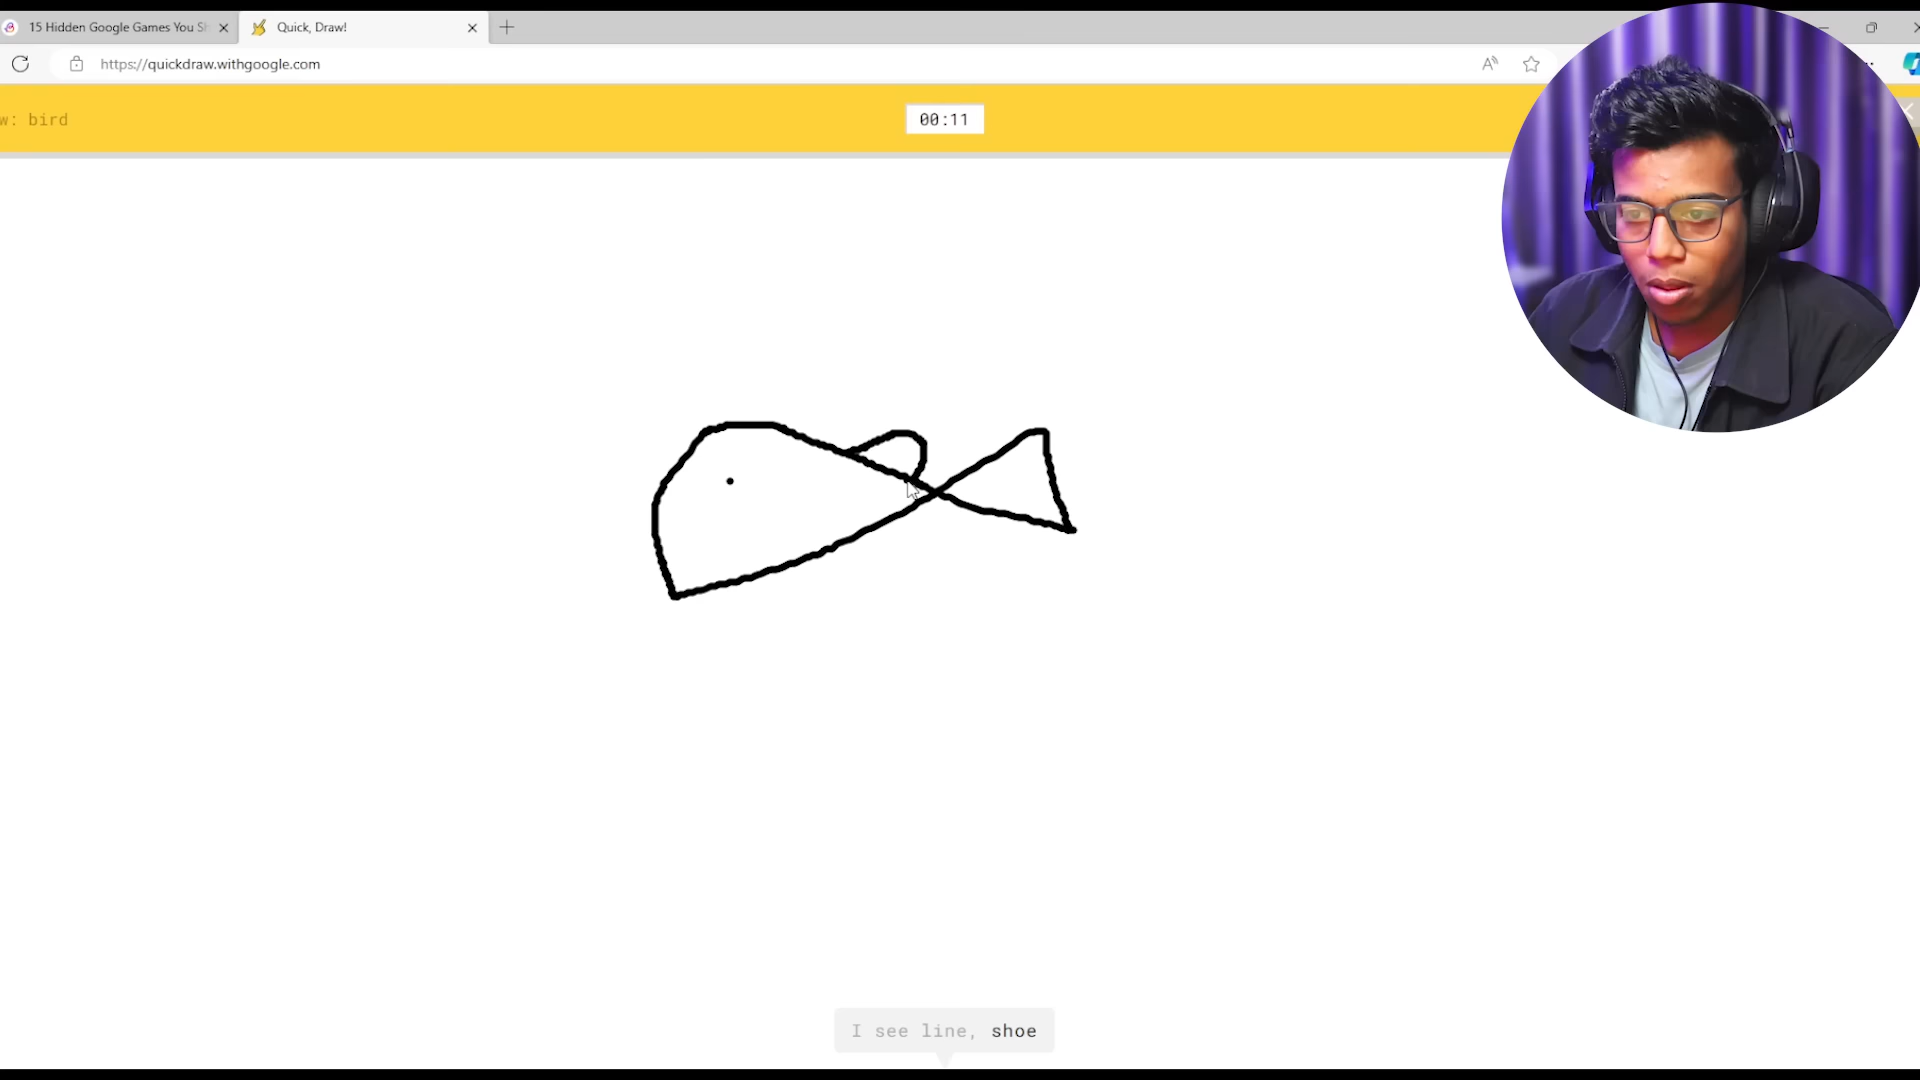 15 Hidden Google Games You Sh
Quick, Draw!
https://quickdraw.withgoogle.com
w: bird
00:11
I see line, shoe